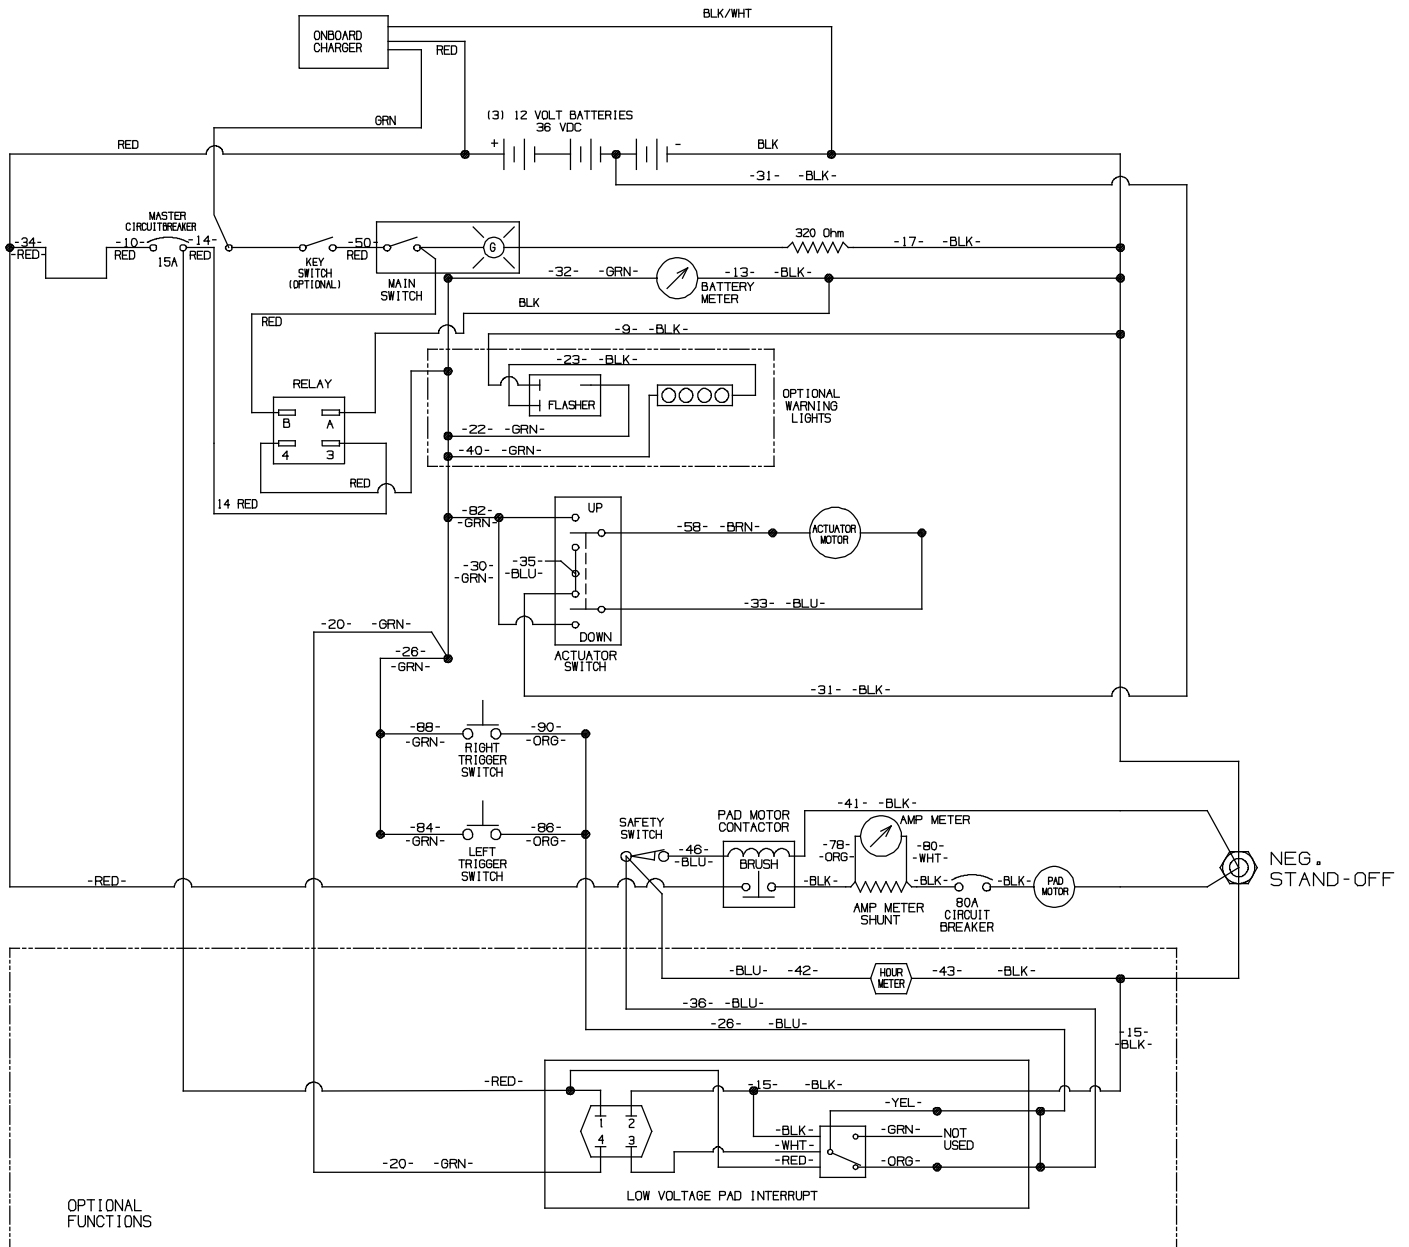 BLK/WHT
ONBOARD
CHARGER
RED
GRN
(3) 12 VOLT BATTERIES
36 VDC
RED
+
-
BLK
-31- -BLK-
MASTER
CIRCUITBREAKER
-34-
-RED-
-10-
RED
15A
-14-
RED
KEY
SWITCH
(OPTIONAL)
-50-
RED
MAIN
SWITCH
G
320 Ohm
-17- -BLK-
-32- -GRN-
BATTERY
METER
-13- -BLK-
BLK
RED
-9- -BLK-
-23- -BLK-
FLASHER
OPTIONAL
WARNING
LIGHTS
RELAY
B
A
4
3
-22- -GRN-
-40- -GRN-
RED
14 RED
-82-
-GRN-
UP
-58- -BRN-
ACTUATOR
MOTOR
-30-
-GRN-
-35-
-BLU-
-33- -BLU-
DOWN
ACTUATOR
SWITCH
-20- -GRN-
-26-
-GRN-
-31- -BLK-
-88-
-GRN-
RIGHT
TRIGGER
SWITCH
-90-
-ORG-
-84-
-GRN-
LEFT
TRIGGER
SWITCH
-86-
-ORG-
SAFETY
SWITCH
-46-
-BLU-
PAD MOTOR
CONTACTOR
BRUSH
-41- -BLK-
AMP METER
-78-
-ORG-
-80-
-WHT-
NEG.
STAND-OFF
-RED-
-BLK-
AMP METER
SHUNT
-BLK-
80A
CIRCUIT
BREAKER
-BLK-
PAD
MOTOR
-BLU- -42-
HOUR
METER
-43- -BLK-
-36- -BLU-
-26- -BLU-
-15-
-BLK-
-RED-
-15- -BLK-
1
2
4
3
-YEL-
-BLK-
-WHT-
-RED-
-GRN-
NOT
USED
-ORG-
-20- -GRN-
LOW VOLTAGE PAD INTERRUPT
OPTIONAL
FUNCTIONS